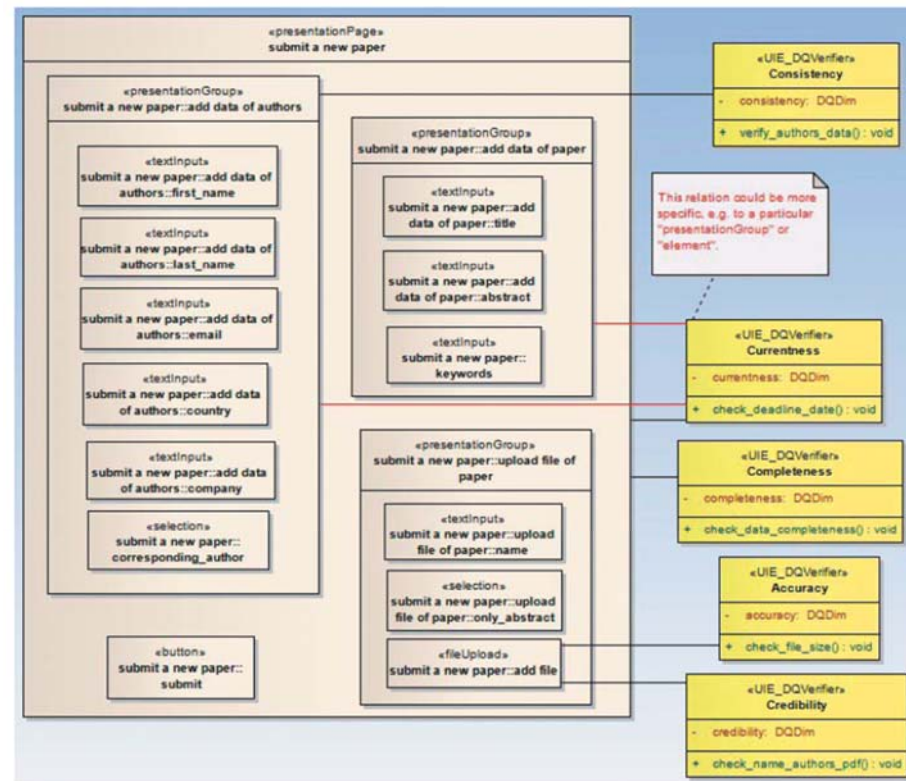 «presentationPage»
submit a new paper
«presentationGroup»
submit a new paper::add data of authors
«textInput»
submit a new paper::add data of
authors::first_name
«textInput»
submit a new paper::add data of
authors::last_name
«textInput»
submit a new paper::add data of
authors::email
«textInput»
submit a new paper::add data
of authors::country
«textInput»
submit a new paper::add data
of authors::company
«selection»
submit a new paper::
corresponding_author
«button»
submit a new paper::
submit
«presentationGroup»
submit a new paper::add data of paper
«textInput»
submit a new paper::add
data of paper::title
«textInput»
submit a new paper::add
data of paper::abstract
«textInput»
submit a new paper::
keywords
«presentationGroup»
submit a new paper::upload file of
paper
«textInput»
submit a new paper::upload
file of paper::name
«selection»
submit a new paper::upload
file of paper::only_abstract
«fileUpload»
submit a new paper::add file
«UIE_DQVerifier»
Consistency
- consistency: DQDim
+ verify_authors_data() : void
This relation could be more
specific, e.g. to a particular
"presentationGroup" or
"element".
«UIE_DQVerifier»
Currentness
- currentness: DQDim
+ check_deadline_date() : void
«UIE_DQVerifier»
Completeness
- completeness: DQDim
+ check_data_completeness() : void
«UIE_DQVerifier»
Accuracy
- accuracy: DQDim
+ check_file_size() : void
«UIE_DQVerifier»
Credibility
- credibility: DQDim
+ check_name_authors_pdf() : void